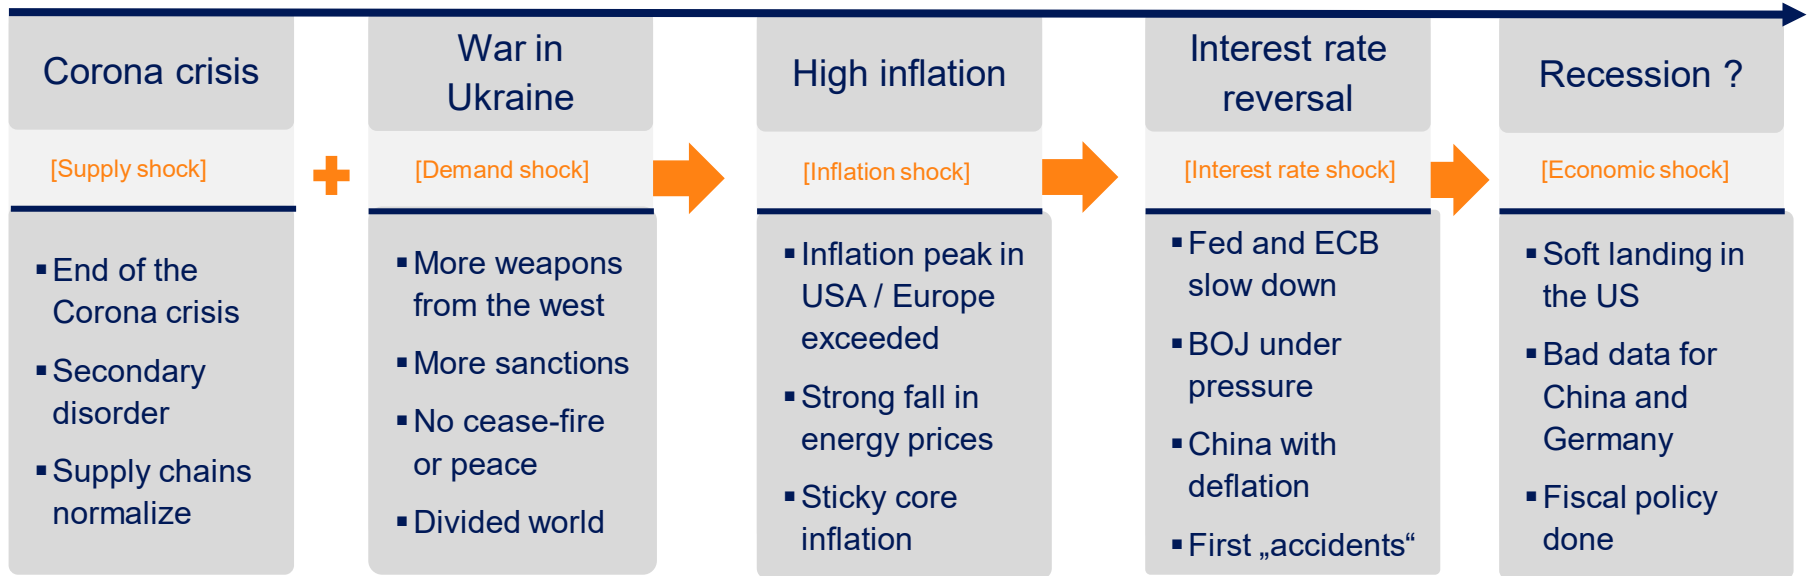 Corona crisis
[Supply shock]
▪End of the
Corona crisis
▪Secondary
disorder
▪Supply chains
normalize
War in
Ukraine
[Demand shock]
▪More weapons
from the west
▪More sanctions
▪No cease-fire
or peace
▪Divided world
High inflation
[Inflation shock]
▪Inflation peak in
USA / Europe
exceeded
▪Strong fall in
energy prices
▪Sticky core
inflation
Interest rate
reversal
[Interest rate shock]
▪Fed and ECB
slow down
▪BOJ under
pressure
▪China with
deflation
▪First „accidents“
Recession ?
[Economic shock]
▪Soft landing in
the US
▪Bad data for
China and
Germany
▪Fiscal policy
done